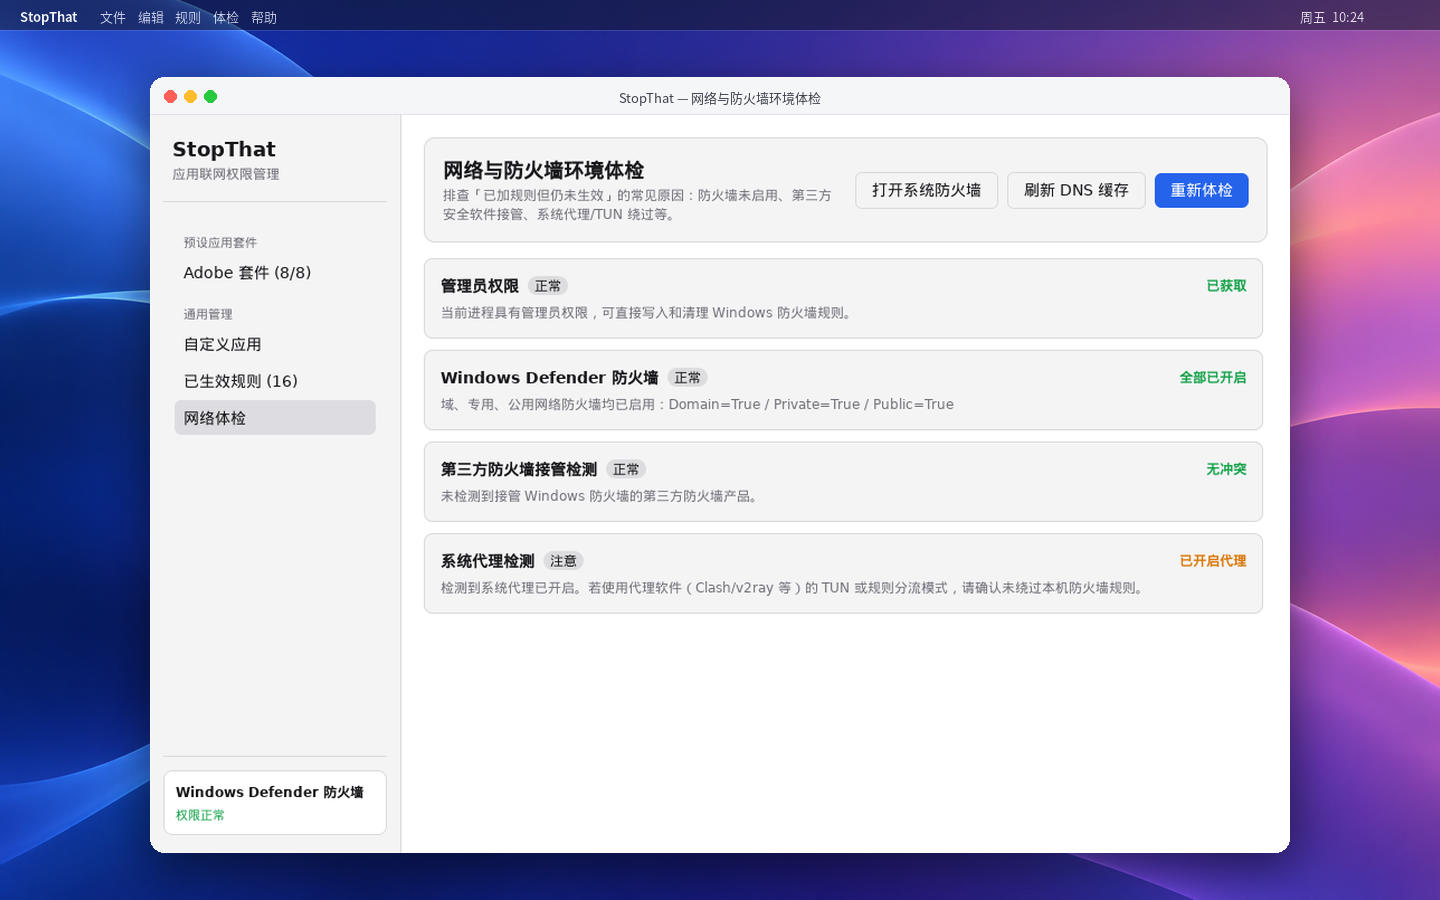 StopThat 文件 编辑 规则 体检 帮助 周五 10:24
StopThat — 网络与防火墙环境体检
StopThat
应用联网权限管理
预设应用套件
Adobe 套件 (8/8)
通用管理
自定义应用
已生效规则 (16)
网络体检
Windows Defender 防火墙
权限正常
网络与防火墙环境体检
排查「已加规则但仍未生效」的常见原因：防火墙未启用、第三方
安全软件接管、系统代理/TUN 绕过等。
打开系统防火墙 刷新 DNS 缓存 重新体检
管理员权限 正常 已获取
当前进程具有管理员权限，可直接写入和清理 Windows 防火墙规则。
Windows Defender 防火墙 正常 全部已开启
域、专用、公用网络防火墙均已启用：Domain=True / Private=True / Public=True
第三方防火墙接管检测 正常 无冲突
未检测到接管 Windows 防火墙的第三方防火墙产品。
系统代理检测 注意 已开启代理
检测到系统代理已开启。若使用代理软件（Clash/v2ray 等）的 TUN 或规则分流模式，请确认未绕过本机防火墙规则。